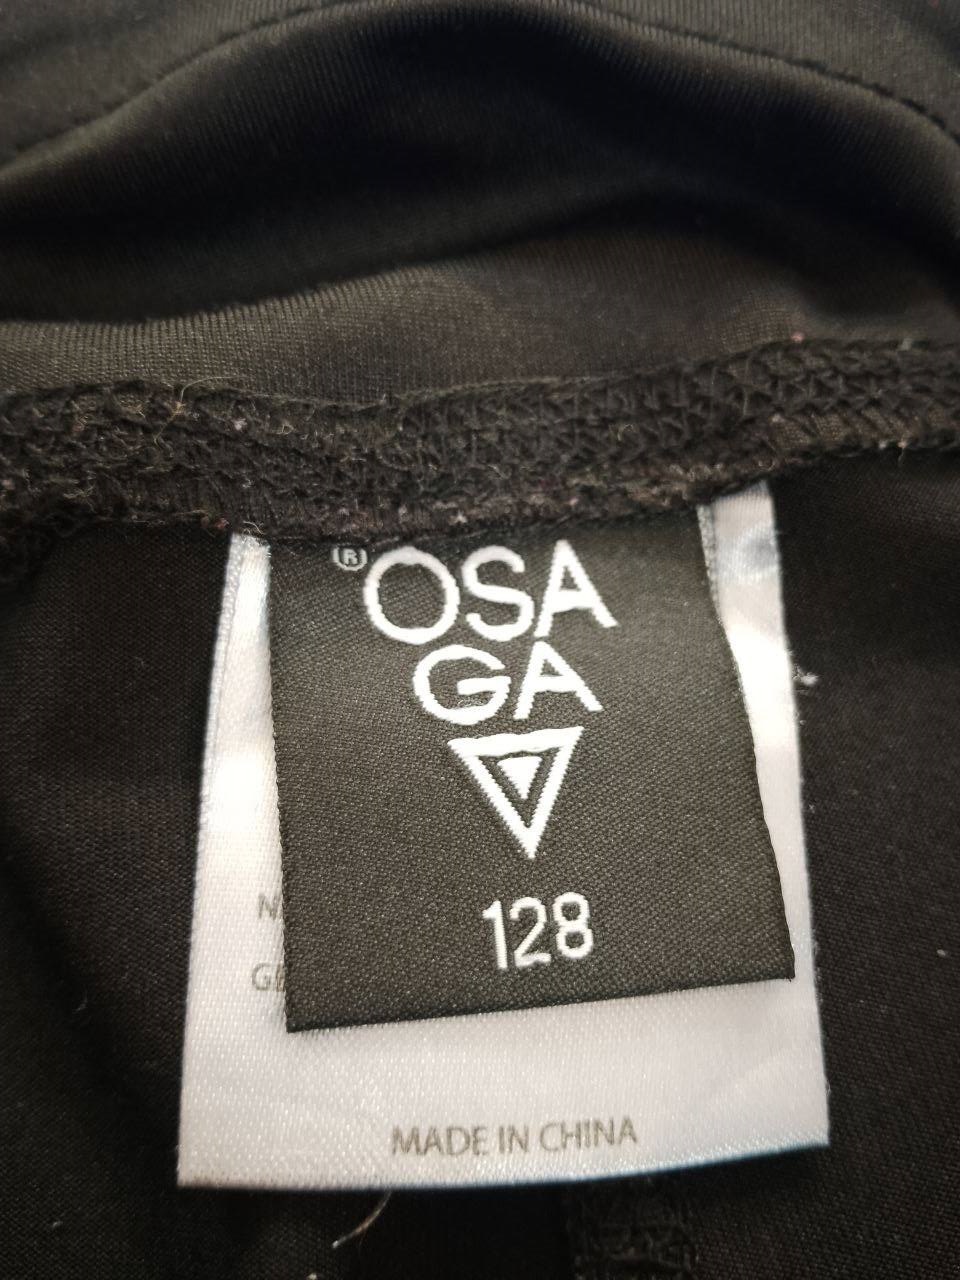 ® OSA
GA
128
MADE IN CHINA